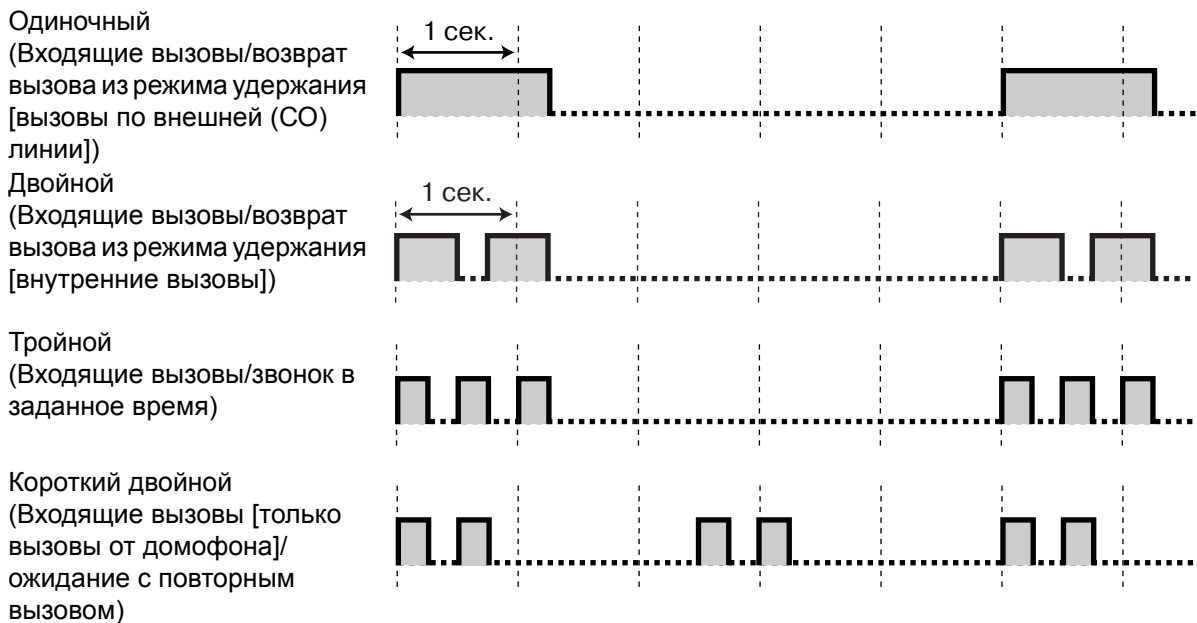 Одиночный
(Входящие вызовы/возврат
вызова из режима удержания
[вызовы по внешней (СО)
линии])
1 сек.
Двойной
(Входящие вызовы/возврат
вызова из режима удержания
[внутренние вызовы])
1 сек.
Тройной
(Входящие вызовы/звонок в
заданное время)
Короткий двойной
(Входящие вызовы [только
вызовы от домофона]/
ожидание с повторным
вызовом)